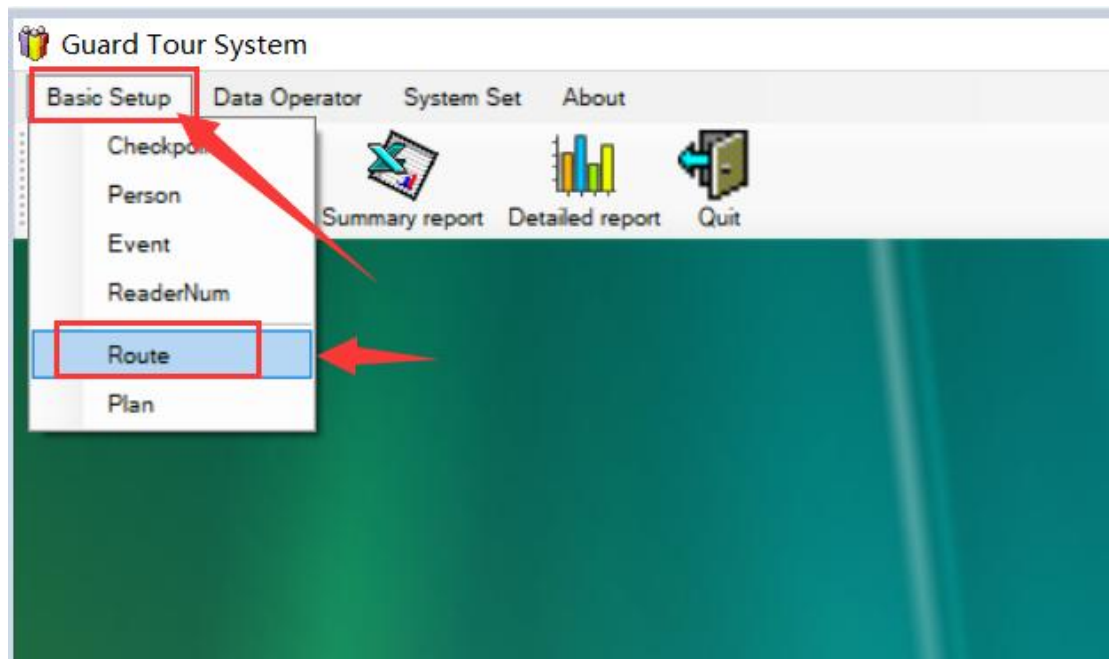 Guard Tour System
Basic Setup Data Operator System Set About
Person
Event
ReaderNum
Route
Plan
Summary report Detailed report Quit